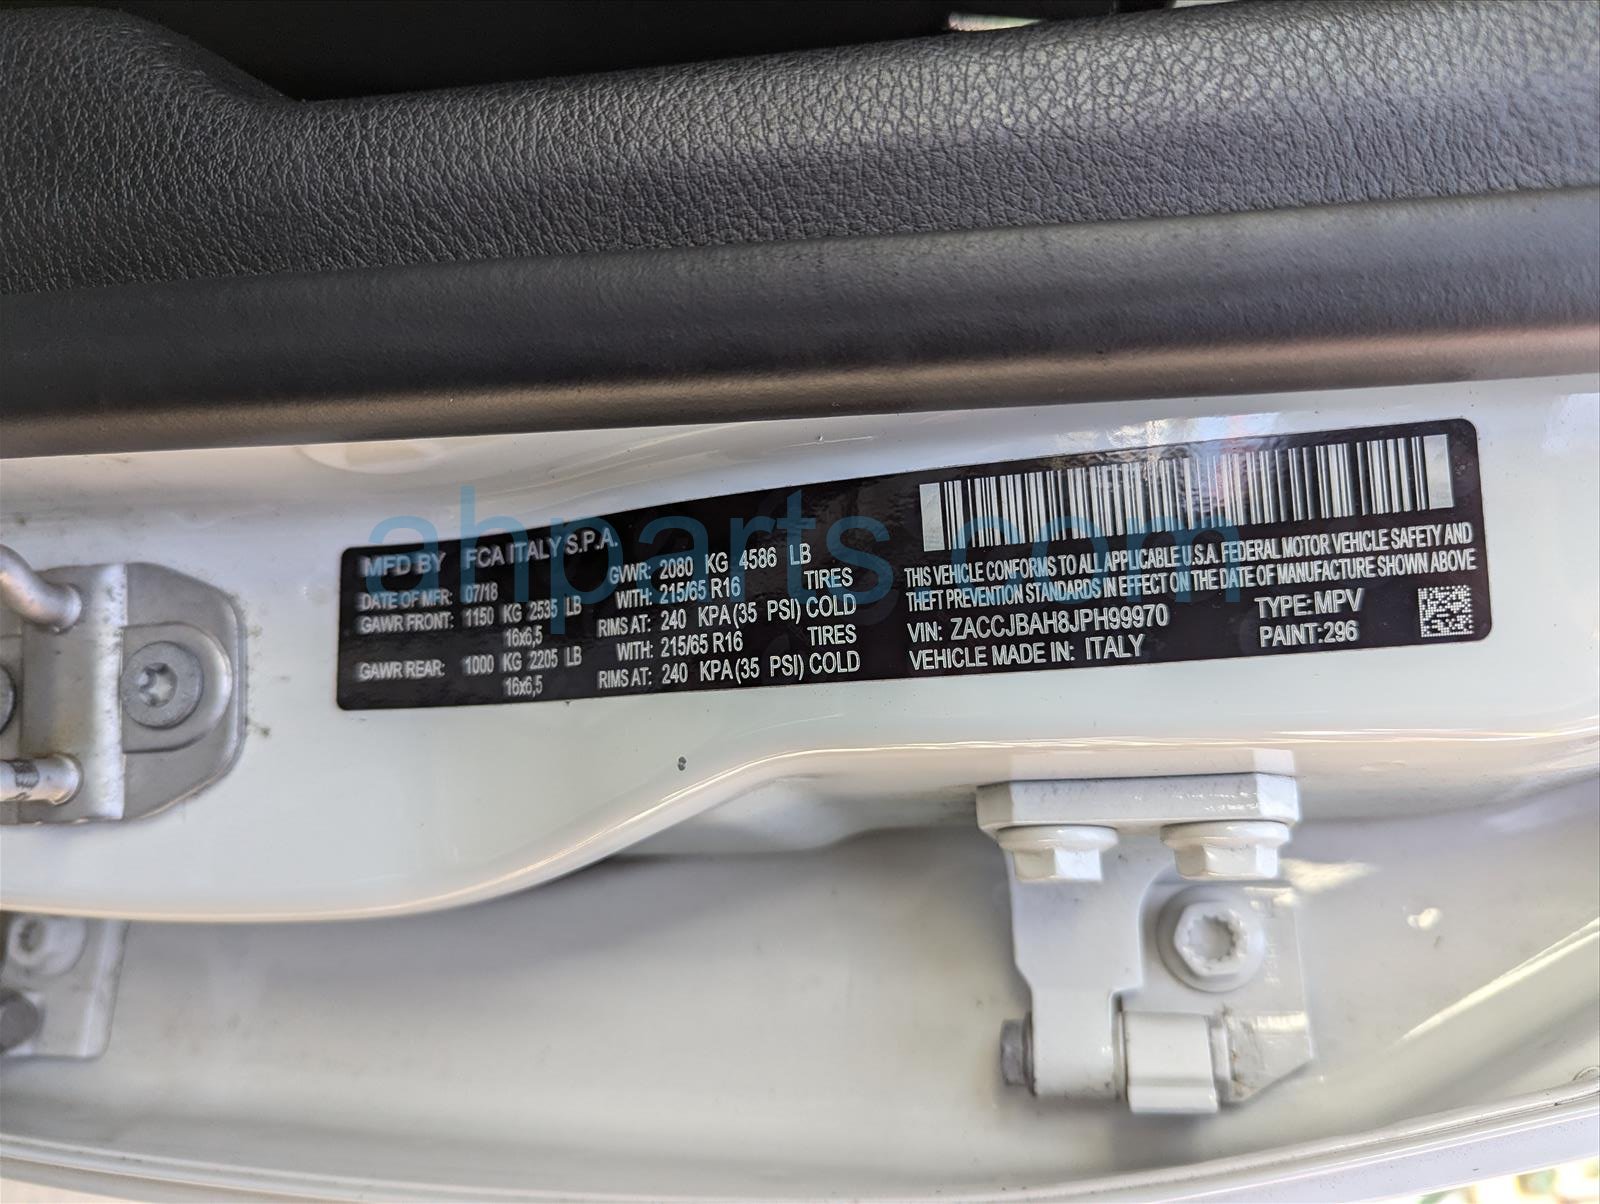 MFD BY FCA ITALY S.P.A.
DATE OF MFR: 07/18 GVWR: 2080 KG 4586 LB
GAWR FRONT: 1150 KG 2535 LB WITH: 215/65 R16 TIRES
16x6,5 RIMS AT: 240 KPA(35 PSI) COLD
GAWR REAR: 1000 KG 2205 LB WITH: 215/65 R16 TIRES
16x6,5 RIMS AT: 240 KPA(35 PSI) COLD
THIS VEHICLE CONFORMS TO ALL APPLICABLE U.S.A. FEDERAL MOTOR VEHICLE SAFETY AND
THEFT PREVENTION STANDARDS IN EFFECT ON THE DATE OF MANUFACTURE SHOWN ABOVE
VIN: ZACCJBAH8JPH99970 TYPE: MPV
VEHICLE MADE IN: ITALY PAINT: 296
ahparts.com